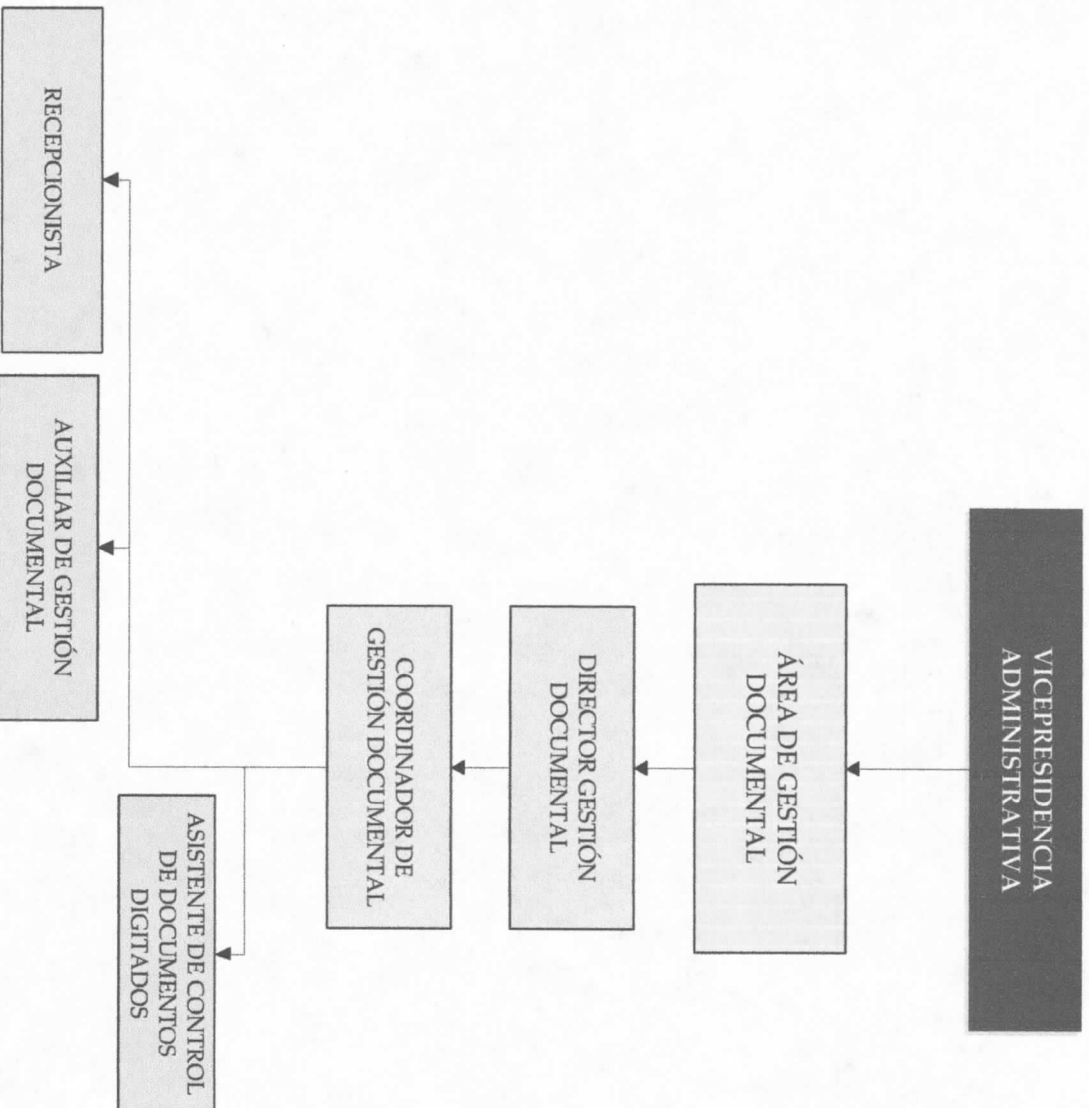 VICEPRESIDENCIA
ADMINISTRATIVA
ÁREA DE GESTIÓN
DOCUMENTAL
DIRECTOR GESTIÓN
DOCUMENTAL
COORDINADOR DE
GESTIÓN DOCUMENTAL
ASISTENTE DE CONTROL
DE DOCUMENTOS
DIGITADOS
RECEPCIONISTA
AUXILIAR DE GESTIÓN
DOCUMENTAL